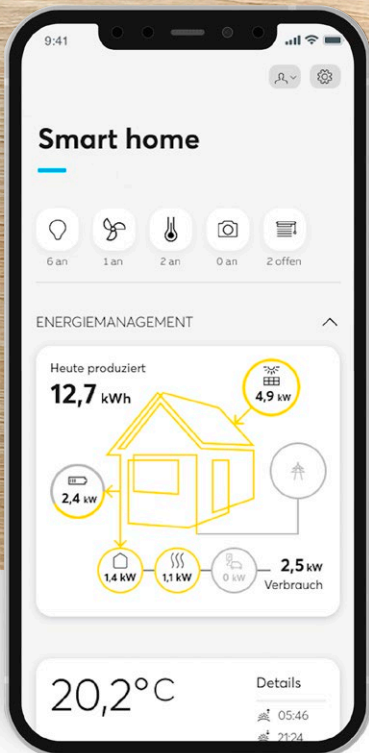 9:41
Smart home
6 an
1 an
2 an
0 an
2 offen
ENERGIEMANAGEMENT
Heute produziert
12,7 kWh
4,9 kW
2,4 kW
1,4 kW
1,1 kW
0 kW
2,5 kW
Verbrauch
20,2°C
Details
05:46
21:24